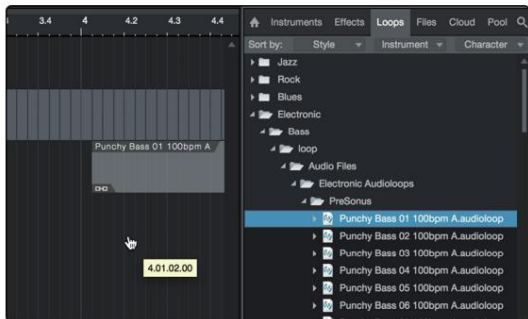 3.4 4 4.2 4.3 4.4
Punchy Bass 01 100bpm A
4.01.02.00
Instruments Effects Loops Files Cloud Pool
Sort by: Style Instrument Character
Jazz
Rock
Blues
Electronic
Bass
loop
Audio Files
Electronic Audioloops
PreSonus
Punchy Bass 01 100bpm A.audioloop
Punchy Bass 02 100bpm A.audioloop
Punchy Bass 03 100bpm A.audioloop
Punchy Bass 04 100bpm A.audioloop
Punchy Bass 05 100bpm A.audioloop
Punchy Bass 06 100bpm A.audioloop